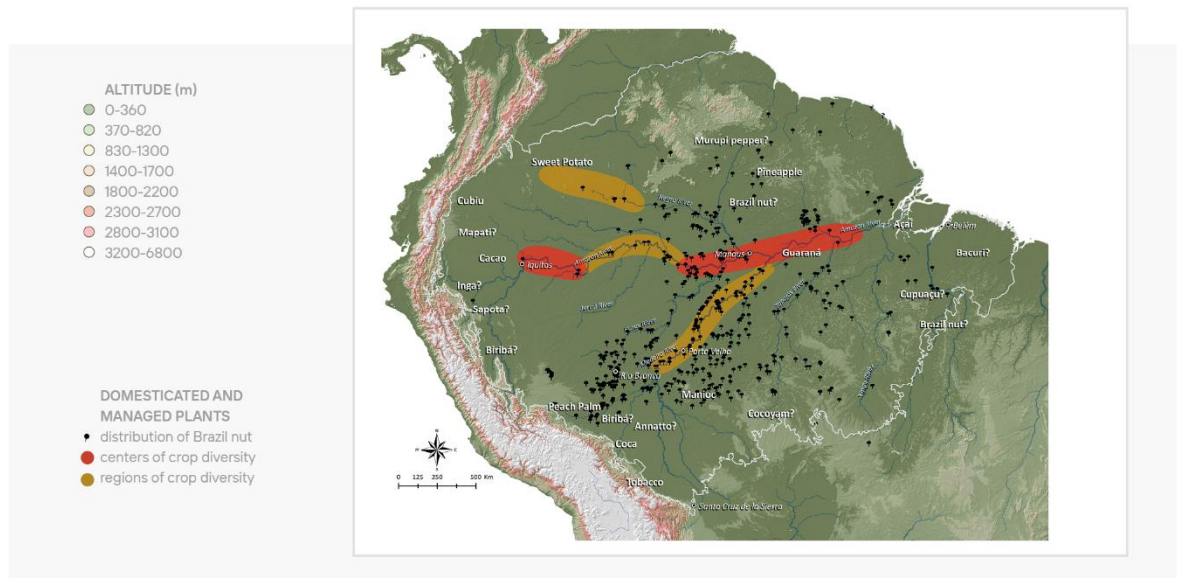 ALTITUDE (m)
0-360
370-820
830-1300
1400-1700
1800-2200
2300-2700
2800-3100
3200-6800
DOMESTICATED AND
MANAGED PLANTS
distribution of Brazil nut
centers of crop diversity
regions of crop diversity
Murupi pepper?
Sweet Potato
Pineapple
Cubiu
Brazil nut?
Mapati?
Açaí
Amazon River
Belém
Cacao
Iquitos
Manaus
Guaraná
Bacuri?
Ingá?
Cupuaçu?
Sapota?
Brazil nut?
Biribá?
Porto Velho
Rio Branco
Manioc
Peach Palm
Biribá?
Cocoyam?
Annatto?
Coca
Tobacco
Santa Cruz de la Sierra
0 125 250 500 Km